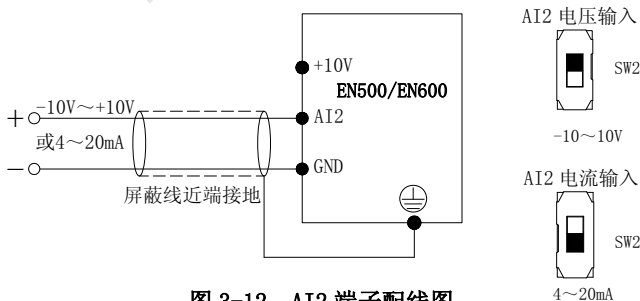 AI2 电压输入
+10V
EN500/EN600
SW2
-10V～+10V
+
AI2
或4～20mA
-10～10V
−
GND
AI2 电流输入
屏蔽线近端接地
SW2
图 3-12 AI2 端子配线图
4～20mA